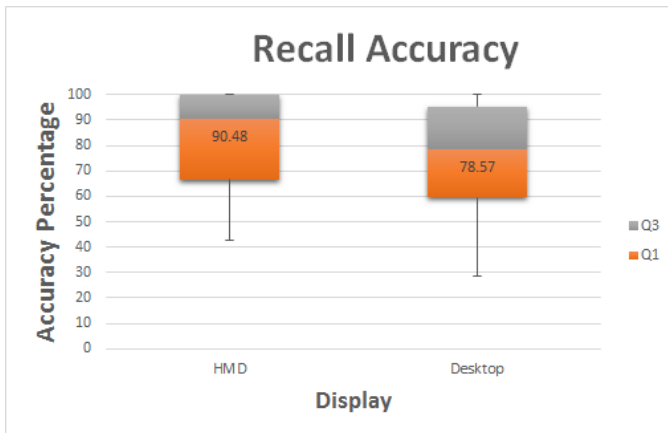 Recall Accuracy
Accuracy Percentage
100
90
80
70
60
50
40
30
20
10
0
90.48
78.57
HMD
Desktop
Display
Q3
Q1